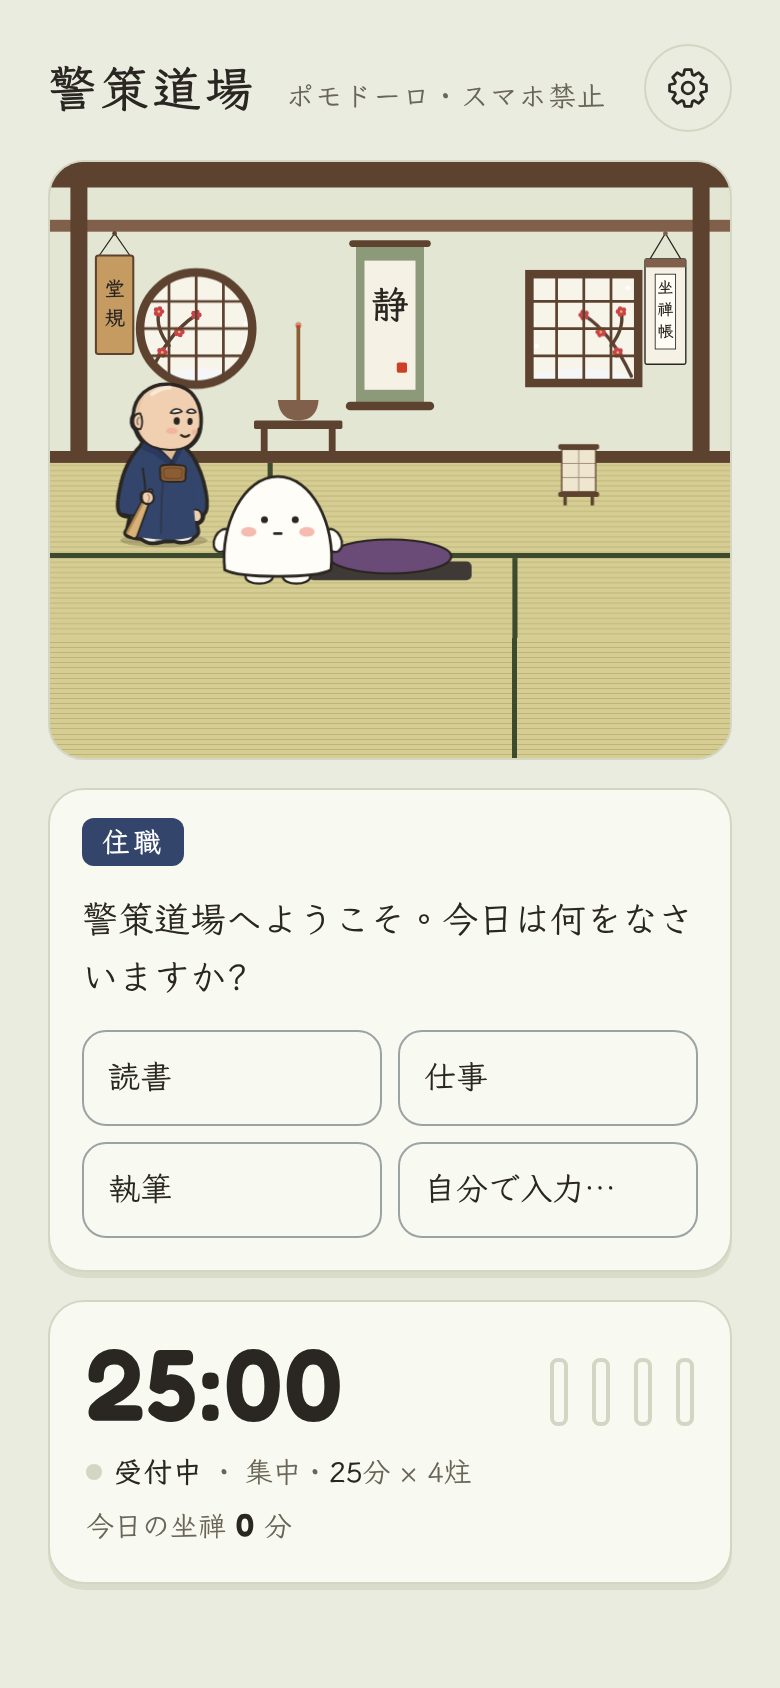 警策道場 ポモドーロ・スマホ禁止
堂規
静
坐禅帳
住職
警策道場へようこそ。今日は何をなさ
いますか?
読書
仕事
執筆
自分で入力…
25:00
受付中 ・ 集中・25分 × 4炷
今日の坐禅 0 分